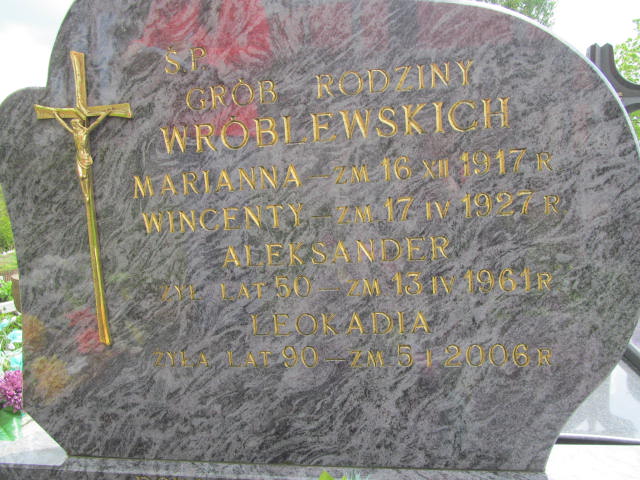 Ś.P.
GRÓB RODZINY
WRÓBLEWSKICH
MARIANNA – ZM. 16 XII 1917 R
WINCENTY – ZM. 17 IV 1927 R
ALEKSANDER
ŻYŁ LAT 50 – ZM. 13 IV 1961 R
LEOKADIA
ŻYŁA LAT 90 – ZM. 5 I 2006 R